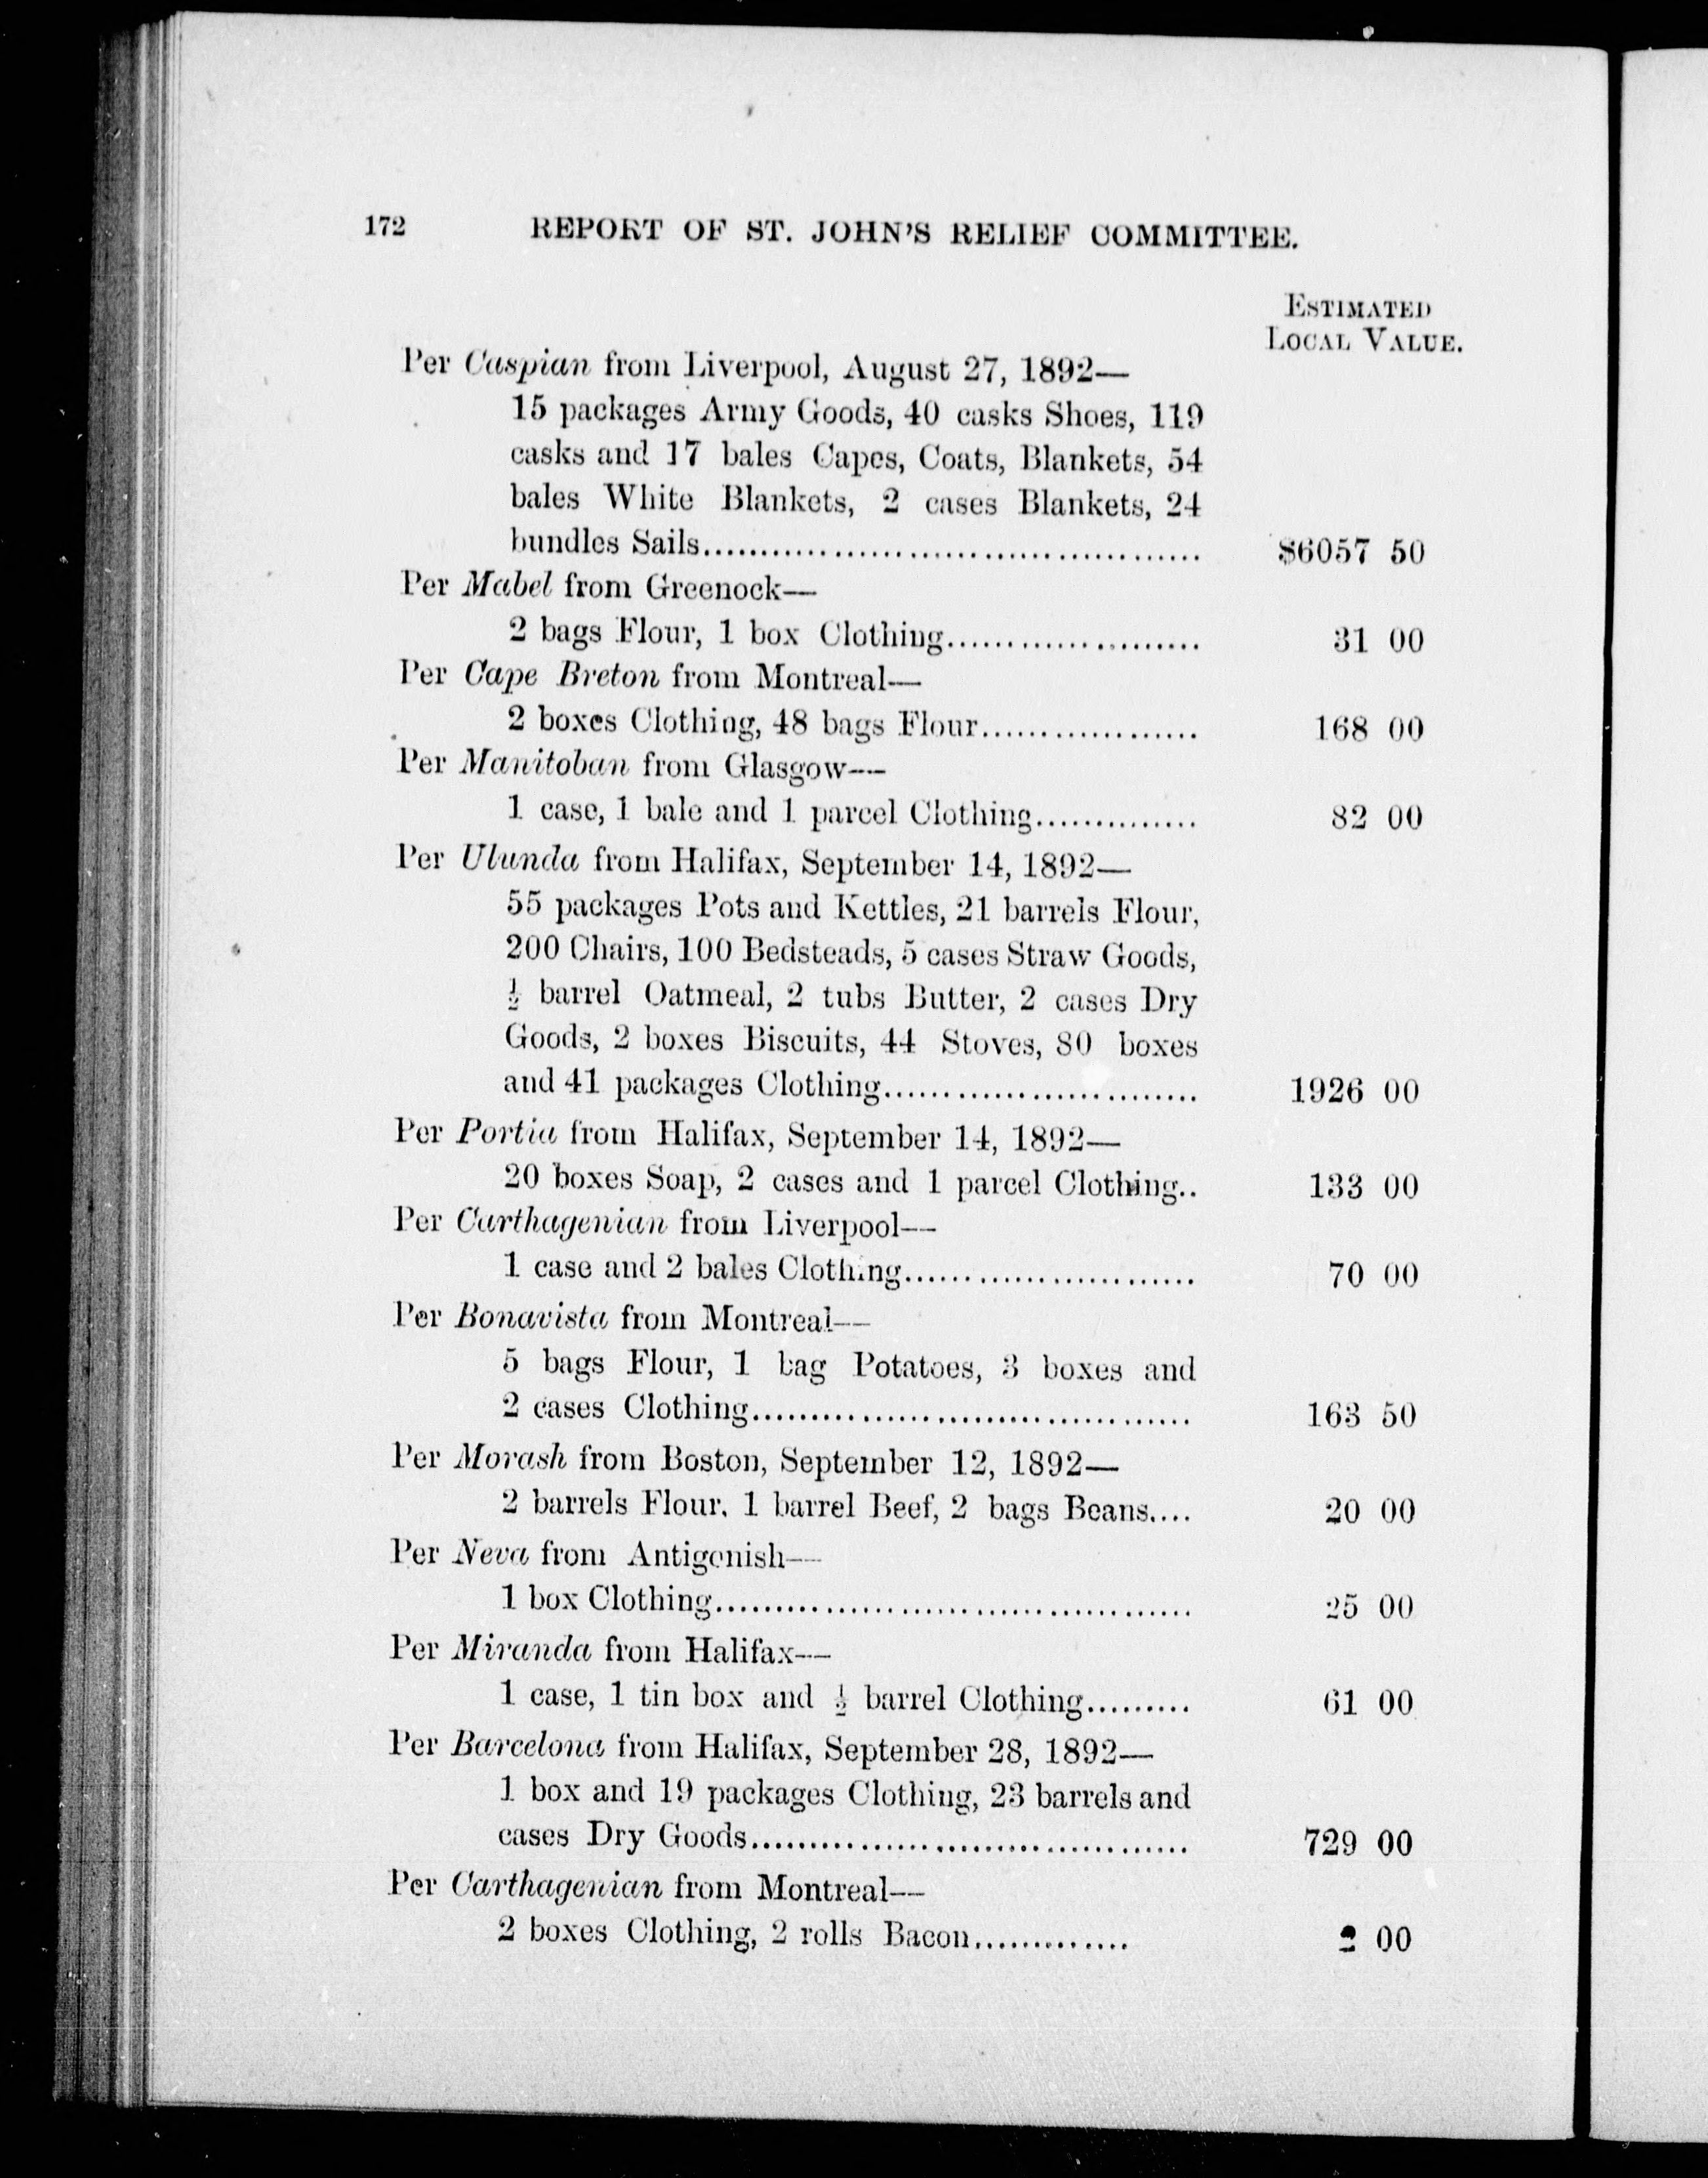 172 REPORT OF ST. JOHN'S RELIEF COMMITTEE.
ESTIMATED
LOCAL VALUE.
Per Caspian from Liverpool, August 27, 1892—
15 packages Army Goods, 40 casks Shoes, 119
casks and 17 bales Capes, Coats, Blankets, 54
bales White Blankets, 2 cases Blankets, 24
bundles Sails.......................................... $6057 50
Per Mabel from Greenock—
2 bags Flour, 1 box Clothing..................... 31 00
Per Cape Breton from Montreal—
2 boxes Clothing, 48 bags Flour.................. 168 00
Per Manitoban from Glasgow—
1 case, 1 bale and 1 parcel Clothing.............. 82 00
Per Ulunda from Halifax, September 14, 1892—
55 packages Pots and Kettles, 21 barrels Flour,
200 Chairs, 100 Bedsteads, 5 cases Straw Goods,
½ barrel Oatmeal, 2 tubs Butter, 2 cases Dry
Goods, 2 boxes Biscuits, 44 Stoves, 80 boxes
and 41 packages Clothing.......................... 1926 00
Per Portia from Halifax, September 14, 1892—
20 boxes Soap, 2 cases and 1 parcel Clothing.. 133 00
Per Carthagenian from Liverpool—
1 case and 2 bales Clothing........................ 70 00
Per Bonavista from Montreal—
5 bags Flour, 1 bag Potatoes, 3 boxes and
2 cases Clothing.................................... 163 50
Per Morash from Boston, September 12, 1892—
2 barrels Flour, 1 barrel Beef, 2 bags Beans.... 20 00
Per Neva from Antigonish—
1 box Clothing....................................... 25 00
Per Miranda from Halifax—
1 case, 1 tin box and ½ barrel Clothing......... 61 00
Per Barcelona from Halifax, September 28, 1892—
1 box and 19 packages Clothing, 23 barrels and
cases Dry Goods.................................... 729 00
Per Carthagenian from Montreal—
2 boxes Clothing, 2 rolls Bacon............. 2 00